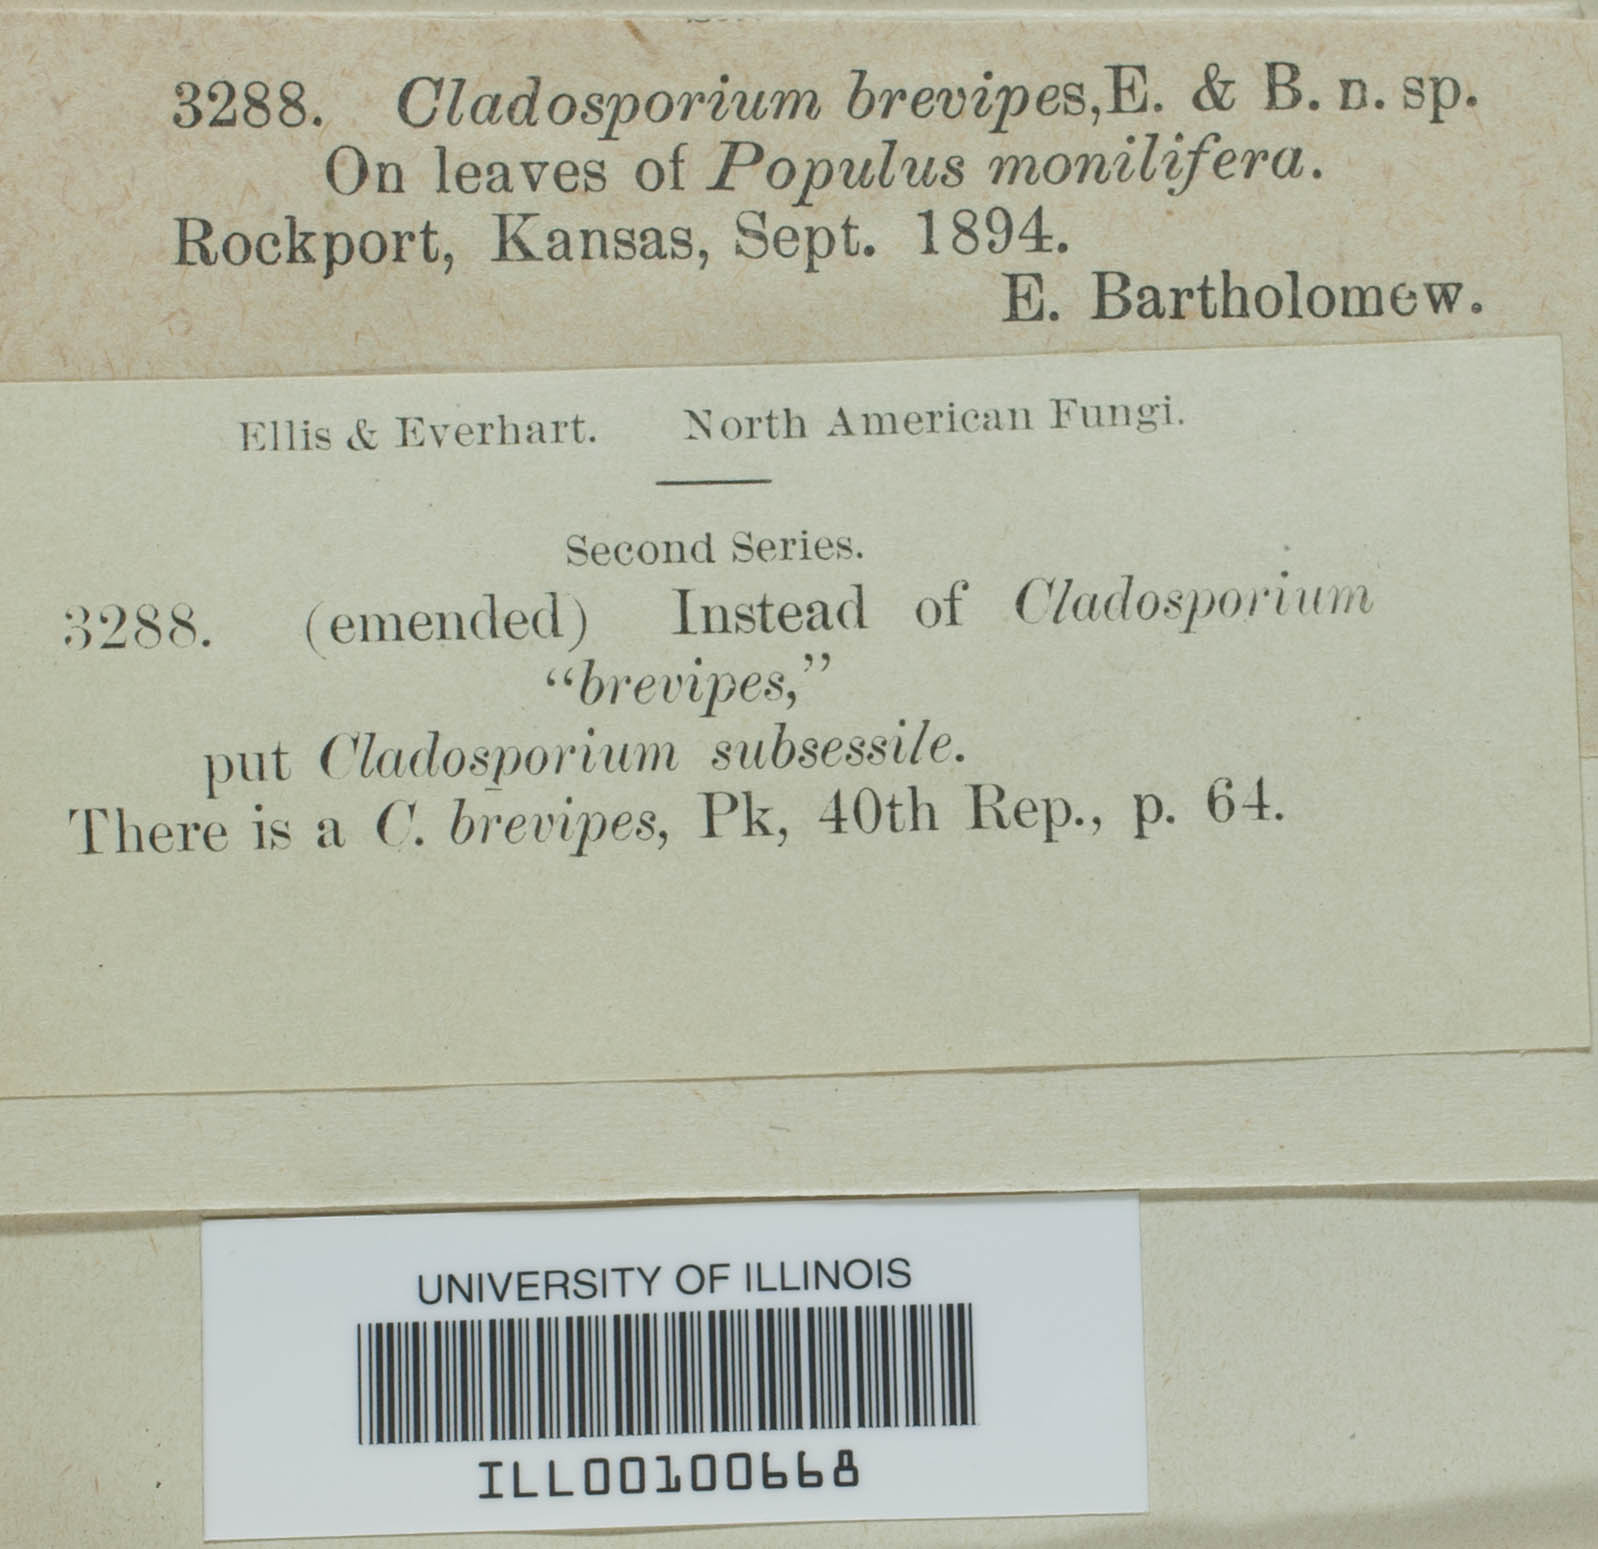 3288. Cladosporium brevipes, E. & B. n. sp.
On leaves of Populus monilifera.
Rockport, Kansas, Sept. 1894.
E. Bartholomew.
Ellis & Everhart. North American Fungi.
Second Series.
3288. (emended) Instead of Cladosporium
“brevipes,”
put Cladosporium subsessile.
There is a C. brevipes, Pk, 40th Rep., p. 64.
UNIVERSITY OF ILLINOIS
ILL00100668